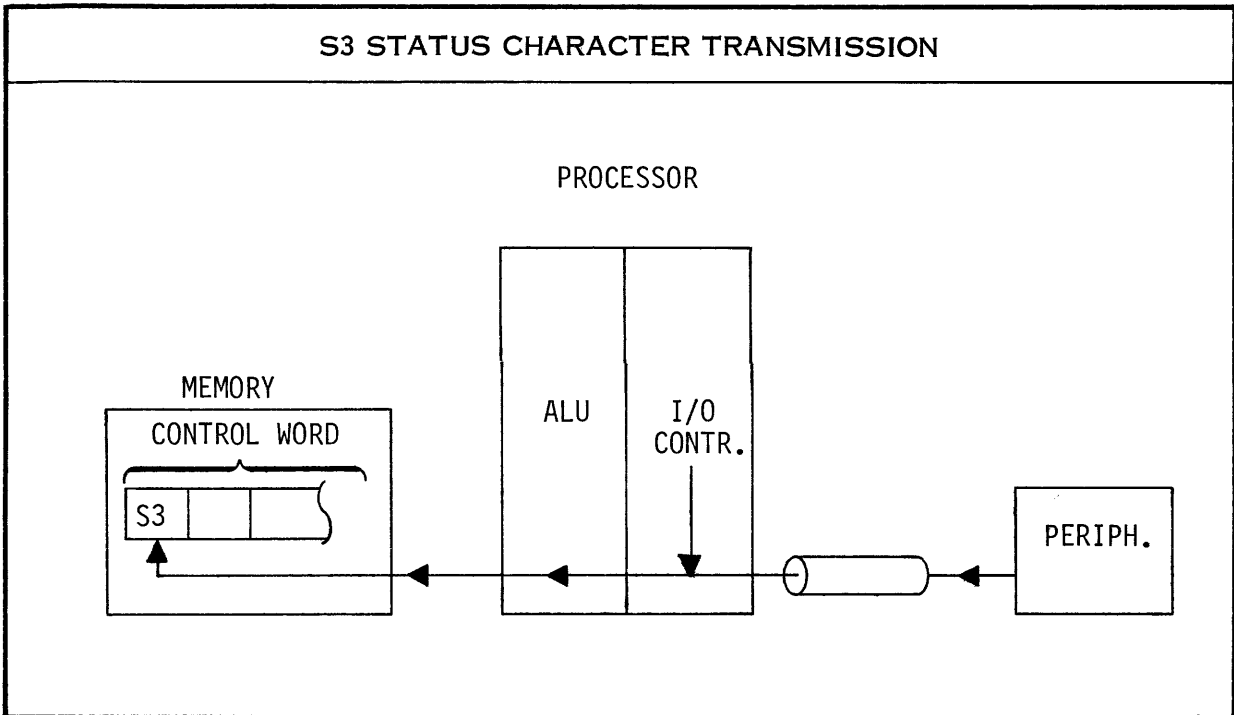 S3 STATUS CHARACTER TRANSMISSION
PROCESSOR
MEMORY
CONTROL WORD
S3
ALU
I/O
CONTR.
PERIPH.